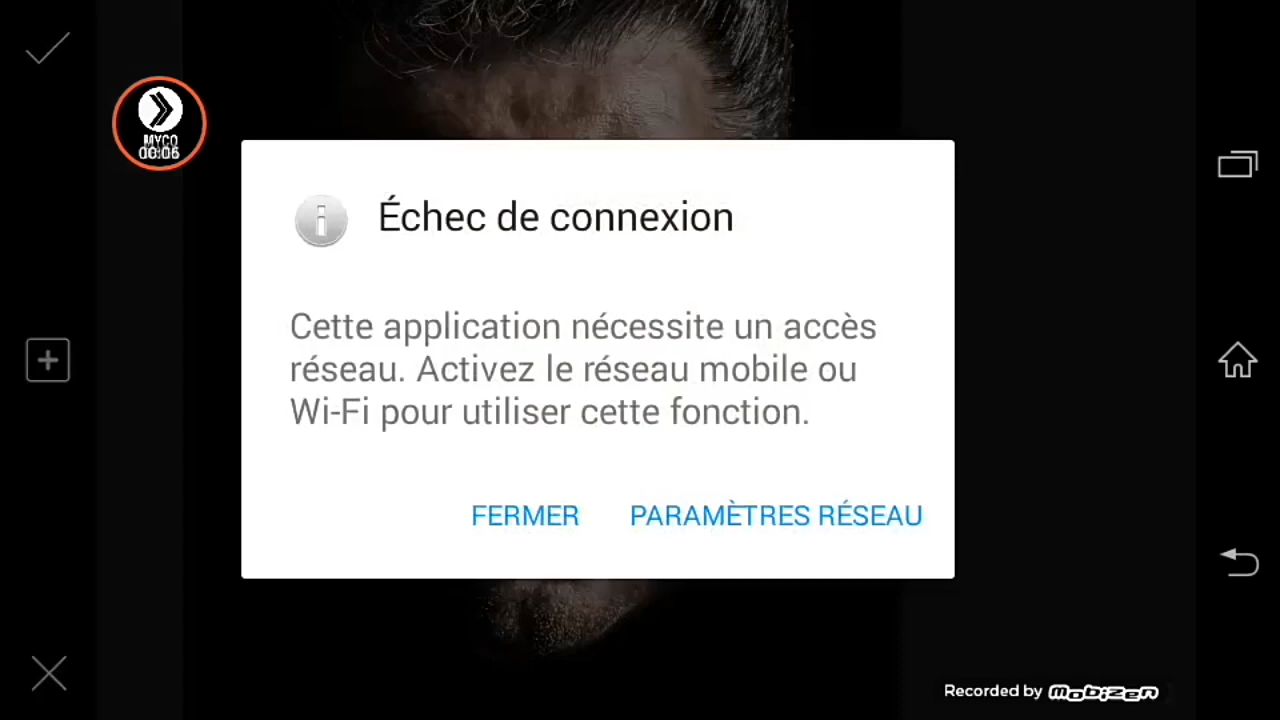 MYCO
00:06
Échec de connexion
Cette application nécessite un accès
réseau. Activez le réseau mobile ou
Wi-Fi pour utiliser cette fonction.
FERMER PARAMÈTRES RÉSEAU
Recorded by Mobizen